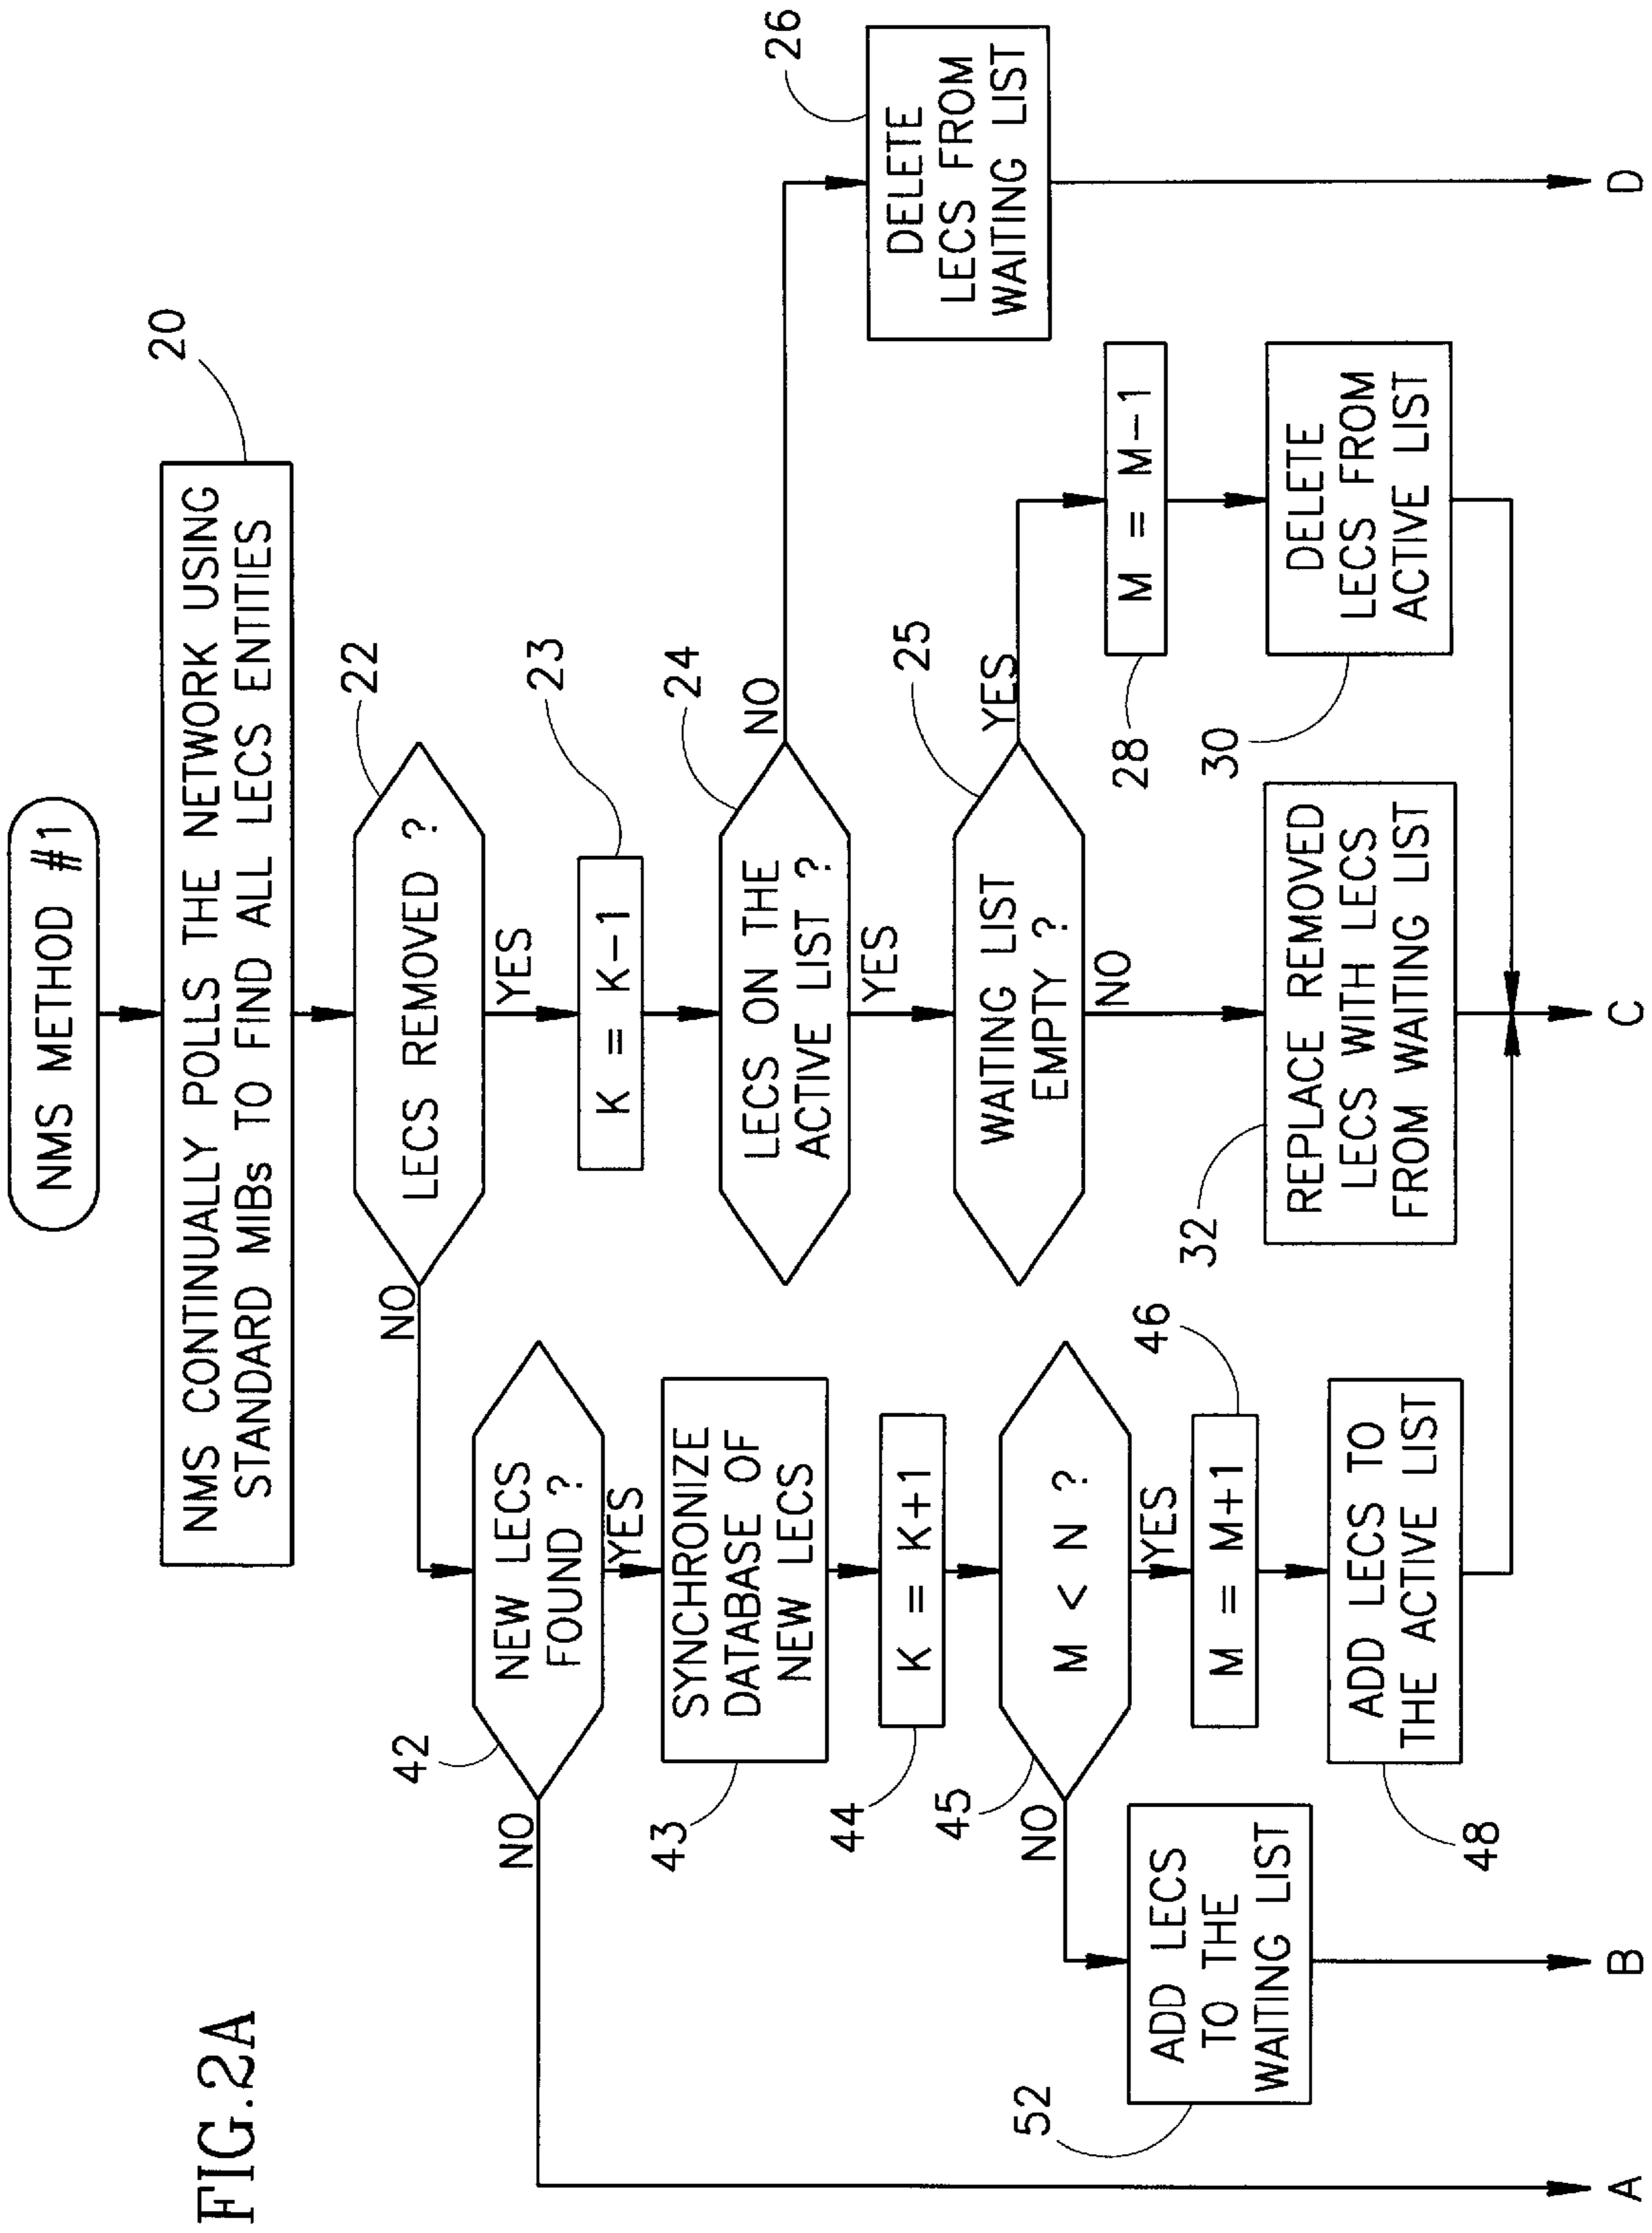 FIG.2A
NMS METHOD #1
NMS CONTINUALLY POLLS THE NETWORK USING
STANDARD MIBs TO FIND ALL LECS ENTITIES
20
LECS REMOVED ?
22
NO
YES
K = K-1
23
LECS ON THE
ACTIVE LIST ?
24
NO
YES
DELETE
LECS FROM
WAITING LIST
26
WAITING LIST
EMPTY ?
25
YES
NO
M = M-1
28
DELETE
LECS FROM
ACTIVE LIST
30
REPLACE REMOVED
LECS WITH LECS
FROM WAITING LIST
32
NEW LECS
FOUND ?
42
NO
YES
SYNCHRONIZE
DATABASE OF
NEW LECS
43
K = K+1
44
M < N ?
45
NO
YES
M = M+1
46
ADD LECS TO
THE ACTIVE LIST
48
ADD LECS
TO THE
WAITING LIST
52
A
B
C
D